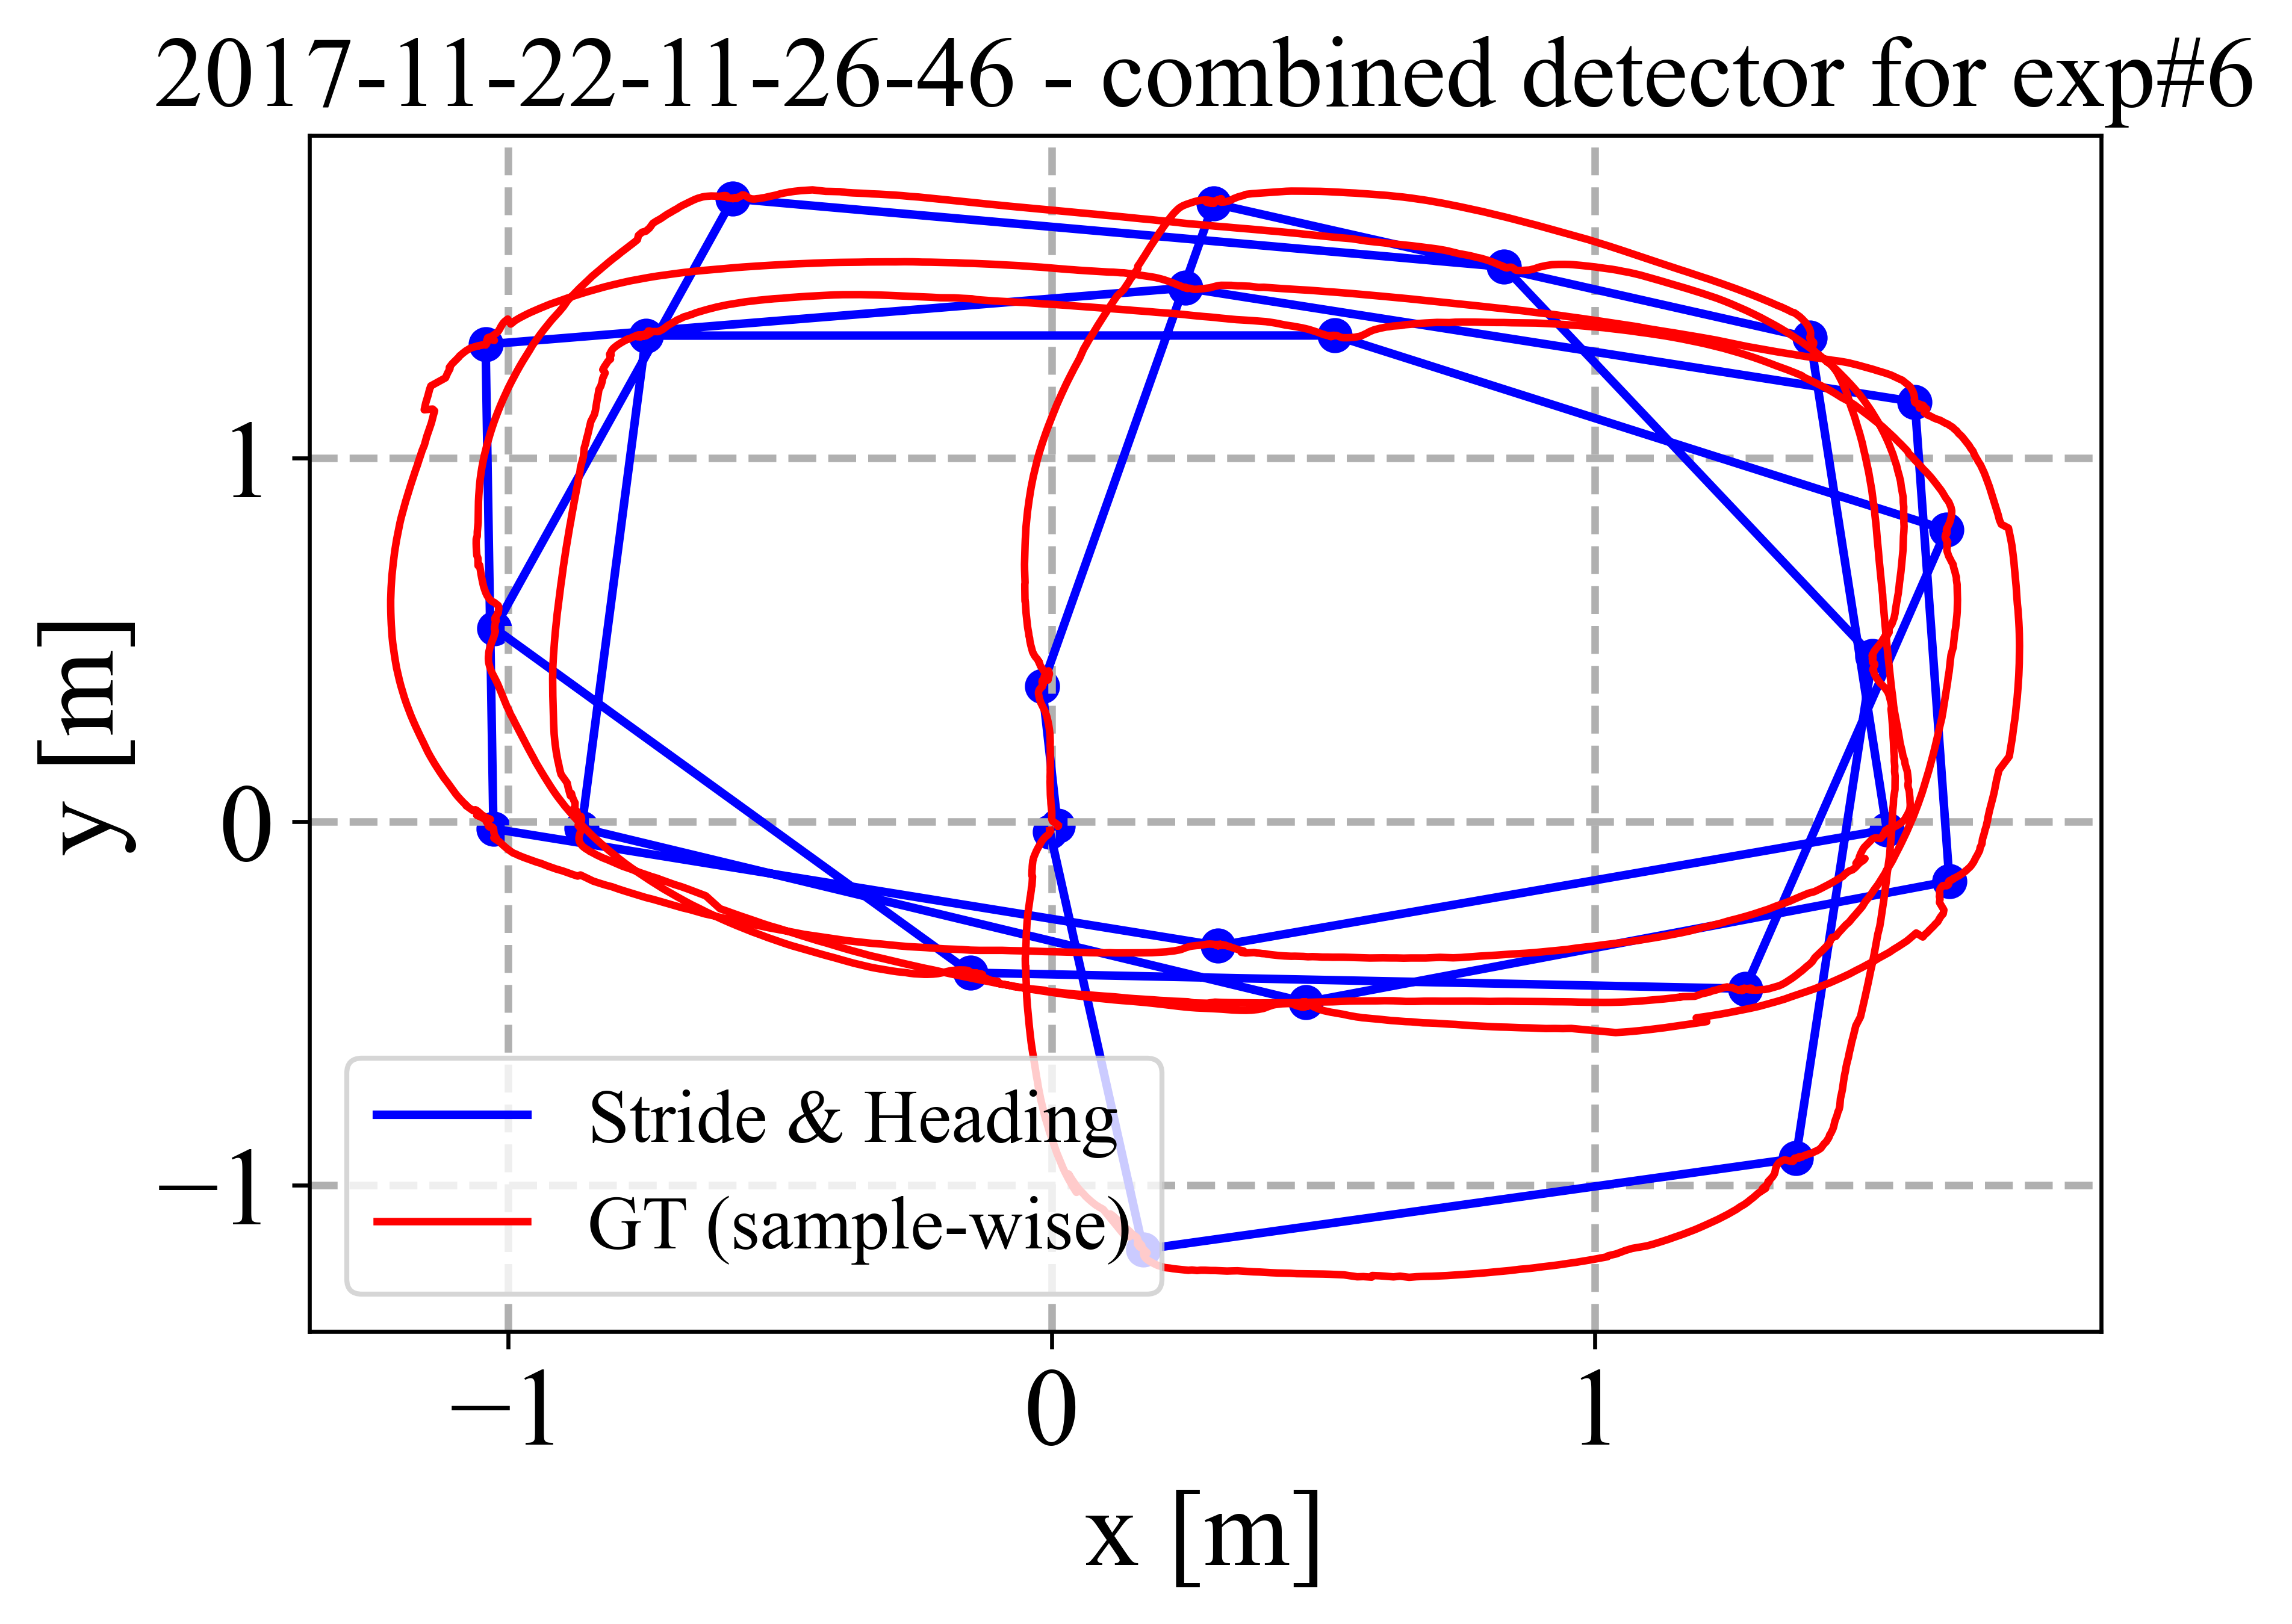 2017-11-22-11-26-46 - combined detector for exp#6
y [m]
1
0
−1
Stride & Heading
GT (sample-wise)
−1 0 1
x [m]